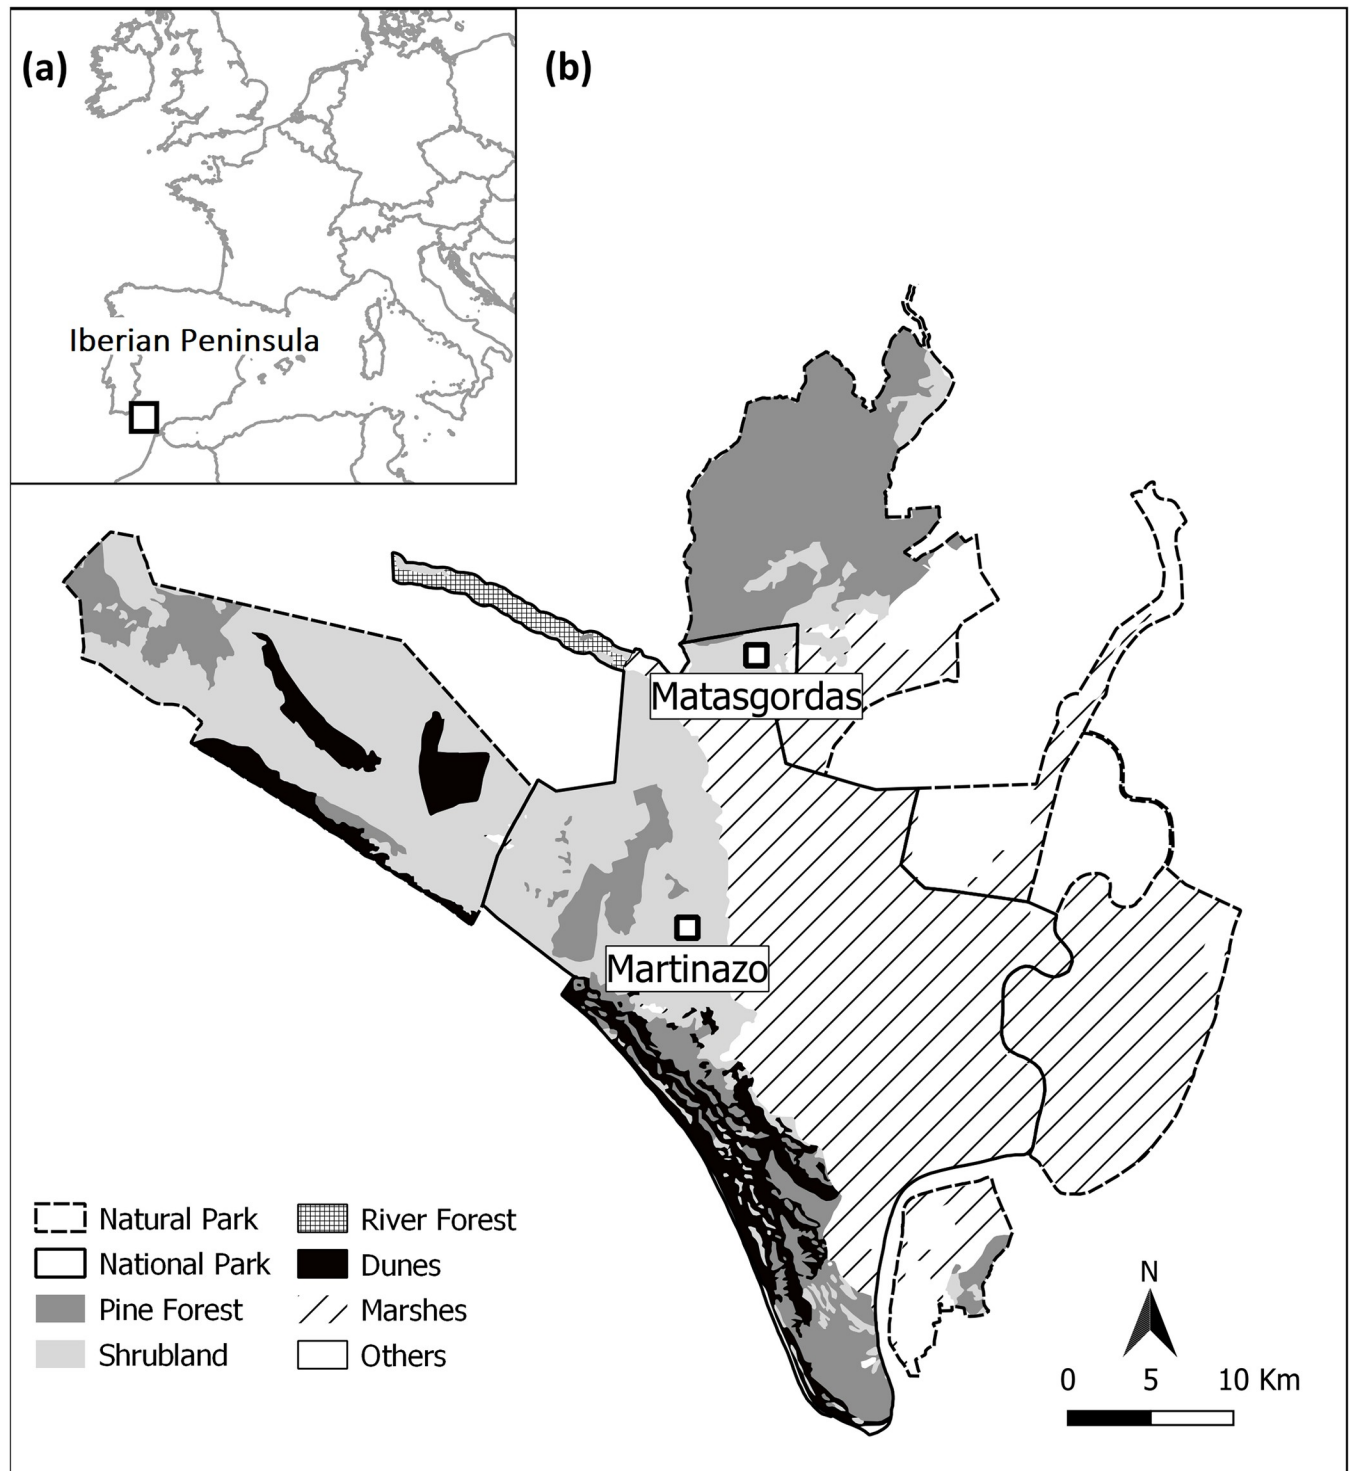 (a)
Iberian Peninsula
(b)
Matasgordas
Martinazo
Natural Park
National Park
Pine Forest
Shrubland
River Forest
Dunes
Marshes
Others
N
0 5 10 Km